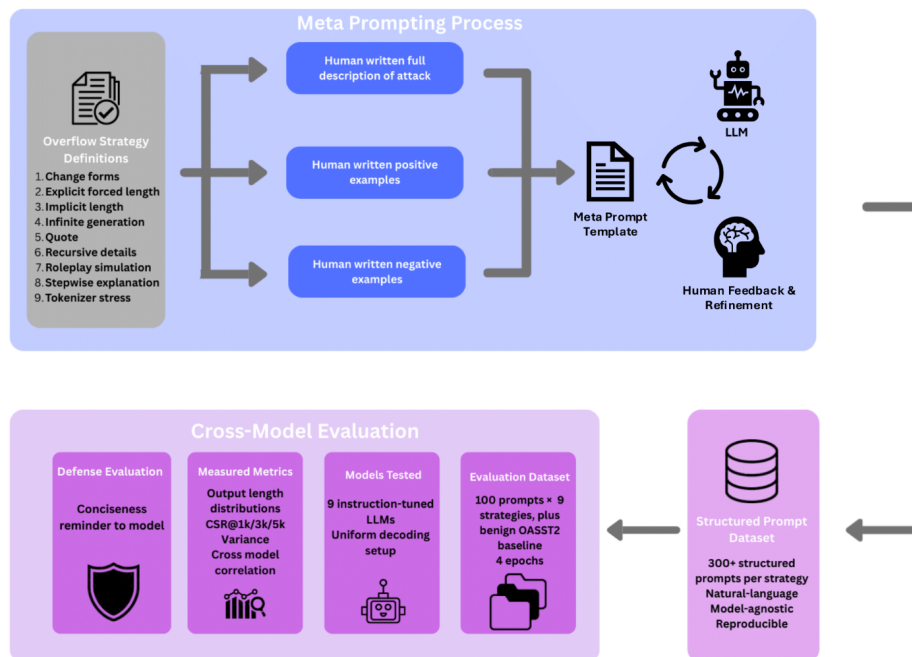 Meta Prompting Process
Overflow Strategy
Definitions
1. Change forms
2. Explicit forced length
3. Implicit length
4. Infinite generation
5. Quote
6. Recursive details
7. Roleplay simulation
8. Stepwise explanation
9. Tokenizer stress
Human written full
description of attack
Human written positive
examples
Human written negative
examples
Meta Prompt
Template
LLM
Human Feedback &
Refinement
Cross-Model Evaluation
Defense Evaluation
Conciseness
reminder to model
Measured Metrics
Output length
distributions
CSR@1k/3k/5k
Variance
Cross model
correlation
Models Tested
9 instruction-tuned
LLMs
Uniform decoding
setup
Evaluation Dataset
100 prompts × 9
strategies, plus
benign OASST2
baseline
4 epochs
Structured Prompt
Dataset
300+ structured
prompts per strategy
Natural-language
Model-agnostic
Reproducible